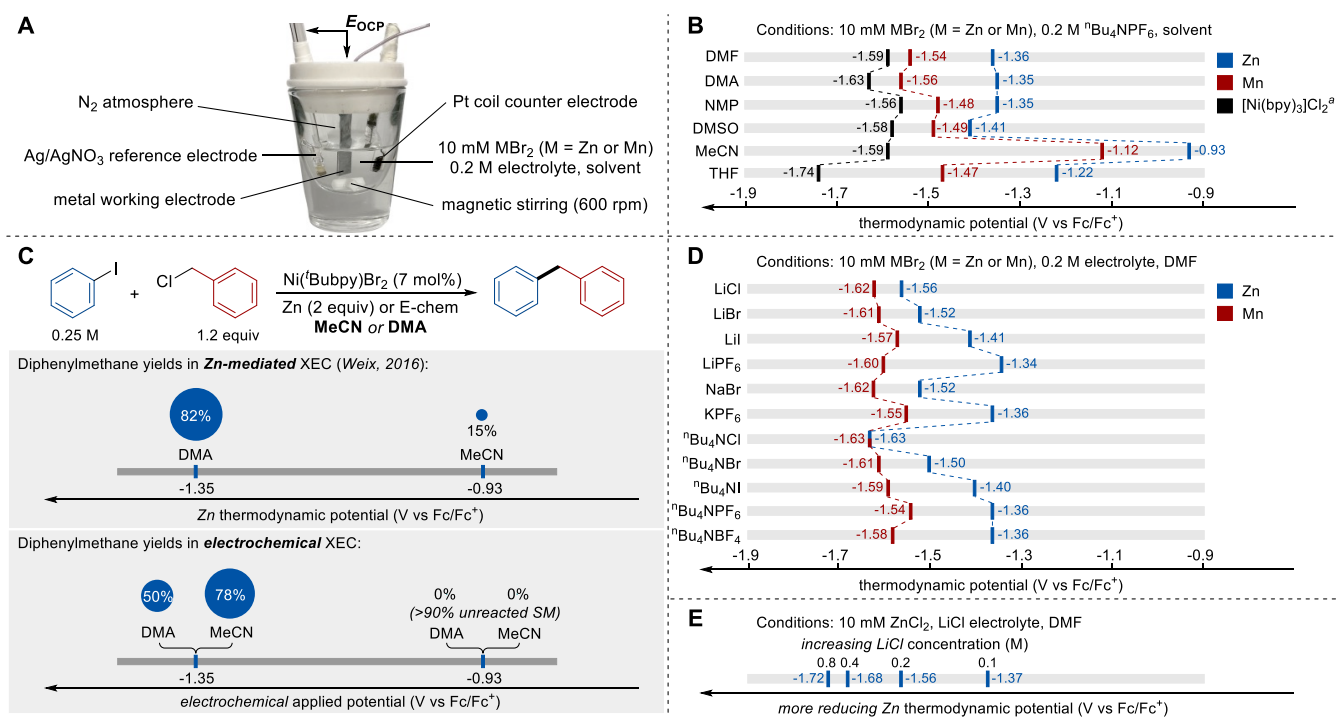 A
E_OCP
N₂ atmosphere
Ag/AgNO₃ reference electrode
metal working electrode
Pt coil counter electrode
10 mM MBr₂ (M = Zn or Mn)
0.2 M electrolyte, solvent
magnetic stirring (600 rpm)
B
Conditions: 10 mM MBr₂ (M = Zn or Mn), 0.2 M ⁿBu₄NPF₆, solvent
DMF -1.59 -1.54 -1.36
DMA -1.63 -1.56 -1.35
NMP -1.56 -1.48 -1.35
DMSO -1.58 -1.49 -1.41
MeCN -1.59 -1.12 -0.93
THF -1.74 -1.47 -1.22
Zn
Mn
[Ni(bpy)₃]Cl₂ᵃ
-1.9 -1.7 -1.5 -1.3 -1.1 -0.9
thermodynamic potential (V vs Fc/Fc⁺)
C
I
0.25 M
+
Cl
1.2 equiv
Ni(ᵗBubpy)Br₂ (7 mol%)
Zn (2 equiv) or E-chem
MeCN or DMA
Diphenylmethane yields in Zn-mediated XEC (Weix, 2016):
82%
15%
DMA MeCN
-1.35 -0.93
Zn thermodynamic potential (V vs Fc/Fc⁺)
Diphenylmethane yields in electrochemical XEC:
50% 78% 0% 0%
(>90% unreacted SM)
DMA MeCN DMA MeCN
-1.35 -0.93
electrochemical applied potential (V vs Fc/Fc⁺)
D
Conditions: 10 mM MBr₂ (M = Zn or Mn), 0.2 M electrolyte, DMF
LiCl -1.62 -1.56
LiBr -1.61 -1.52
LiI -1.57 -1.41
LiPF₆ -1.60 -1.34
NaBr -1.62 -1.52
KPF₆ -1.55 -1.36
ⁿBu₄NCl -1.63 -1.63
ⁿBu₄NBr -1.61 -1.50
ⁿBu₄NI -1.59 -1.40
ⁿBu₄NPF₆ -1.54 -1.36
ⁿBu₄NBF₄ -1.58 -1.36
Zn
Mn
-1.9 -1.7 -1.5 -1.3 -1.1 -0.9
thermodynamic potential (V vs Fc/Fc⁺)
E
Conditions: 10 mM ZnCl₂, LiCl electrolyte, DMF
increasing LiCl concentration (M)
0.8 0.4 0.2 0.1
-1.72 -1.68 -1.56 -1.37
more reducing Zn thermodynamic potential (V vs Fc/Fc⁺)